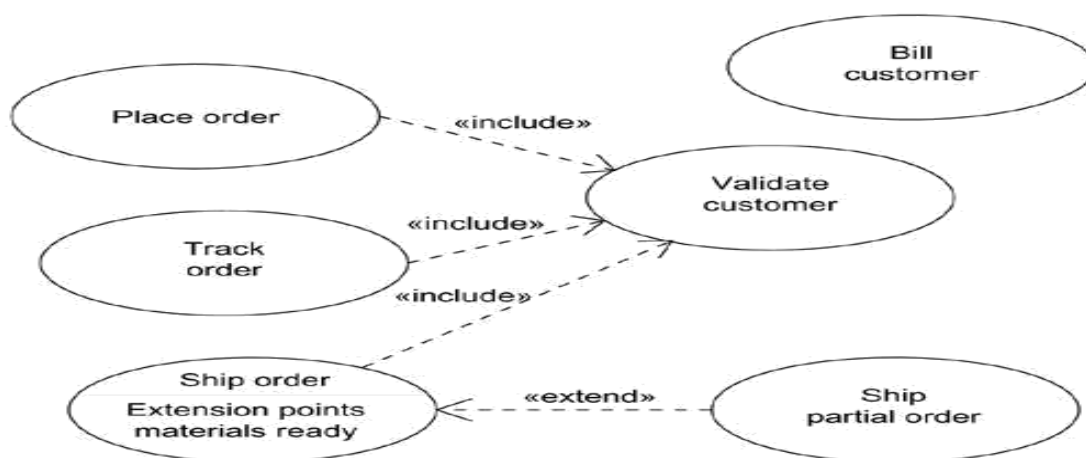 Bill
customer
Place order
«include»
Validate
customer
«include»
Track
order
«include»
Ship order
Extension points
materials ready
«extend»
Ship
partial order